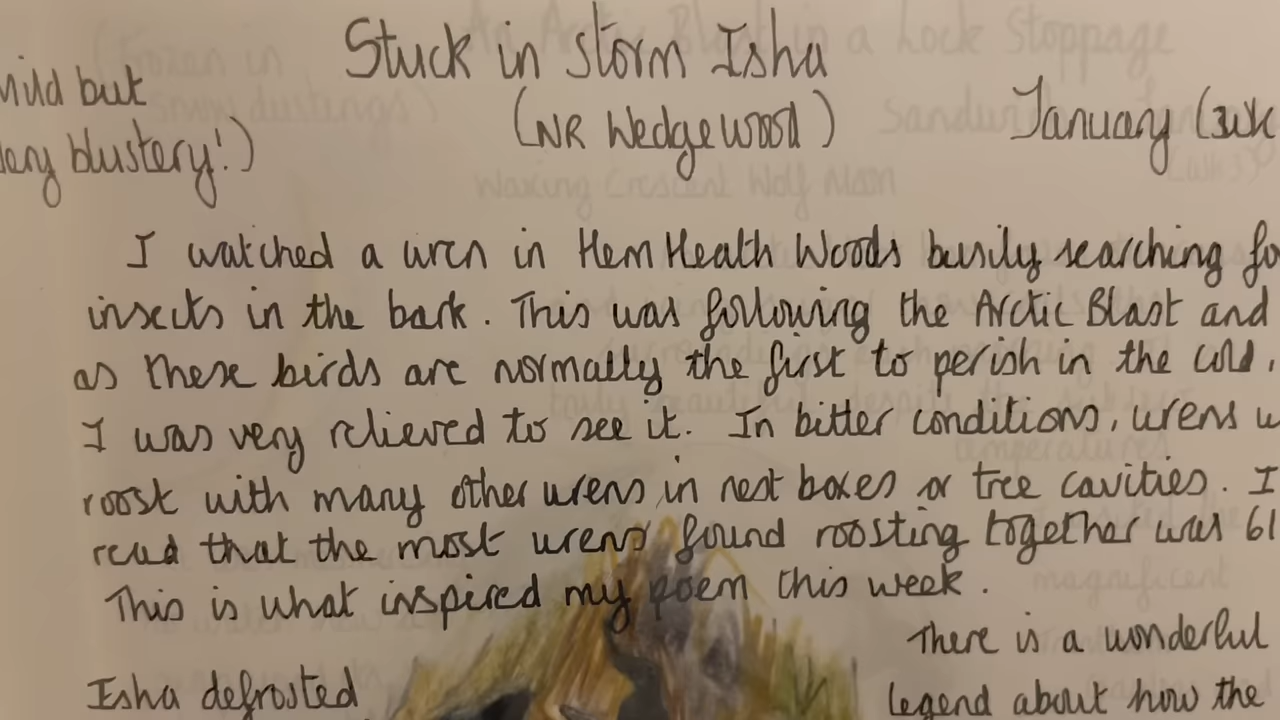 Stuck in Storm Isha
Mild but
very blustery!)
(NR Wedgewood)
January (3wk
I watched a wren in Hem Heath Woods busily searching fo
insects in the bark. This was following the Arctic Blast and
as these birds are normally the first to perish in the cold,
I was very relieved to see it. In bitter conditions, wrens w
roost with many other wrens in nest boxes or tree cavities. I
read that the most wrens found roosting together was 61
This is what inspired my poem this week.
There is a wonderful
Isha defrosted
legend about how the